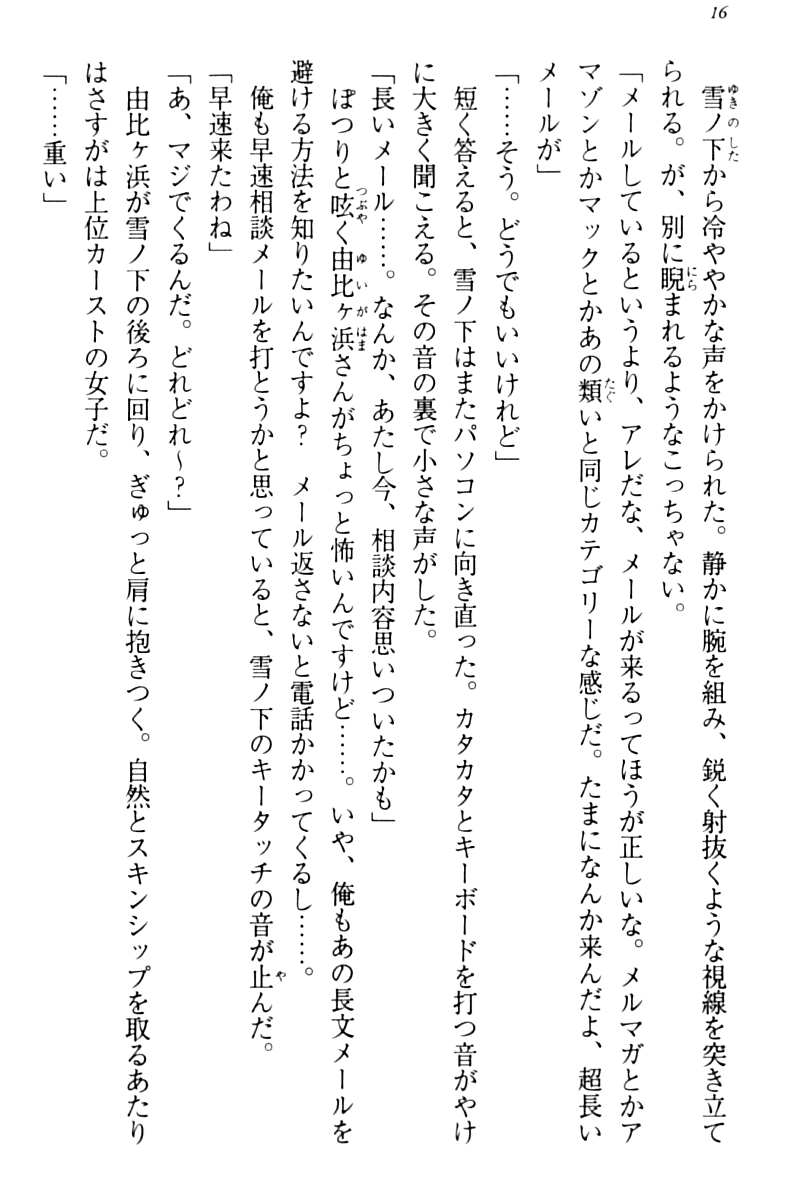 16
雪ノ下から冷ややかな声をかけられた。静かに腕を組み、鋭く射抜くような視線を突き立て
られる。が、別に睨まれるようなこっちゃない。
「メールしているというより、アレだな、メールが来るってほうが正しいな。メルマガとかア
マゾンとかマックとかあの類いと同じカテゴリーな感じだ。たまになんか来んだよ、超長い
メールが」
「……そう。どうでもいいけれど」
短く答えると、雪ノ下はまたパソコンに向き直った。カタカタとキーボードを打つ音がやけ
に大きく聞こえる。その音の裏で小さな声がした。
「長いメール……。なんか、あたし今、相談内容思いついたかも」
ぽつりと呟く由比ヶ浜さんがちょっと怖いんですけど……。いや、俺もあの長文メールを
避ける方法を知りたいんですよ？　メール返さないと電話かかってくるし……。
俺も早速相談メールを打とうかと思っていると、雪ノ下のキータッチの音が止んだ。
「早速来たわね」
「あ、マジでくるんだ。どれどれ〜？」
由比ヶ浜が雪ノ下の後ろに回り、ぎゅっと肩に抱きつく。自然とスキンシップを取るあたり
はさすがは上位カーストの女子だ。
「……重い」